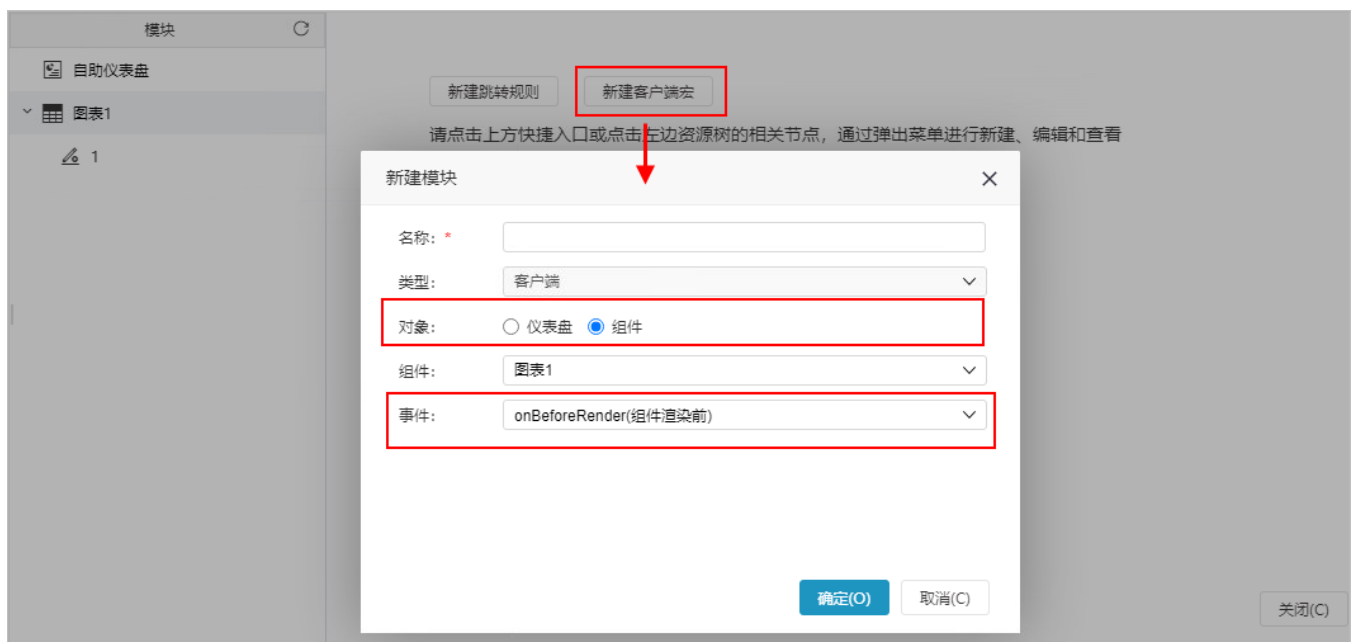 模块
自助仪表盘
图表1
1
新建跳转规则 新建客户端宏
请点击上方快捷入口或点击左边资源树的相关节点，通过弹出菜单进行新建、编辑和查看
新建模块
名称: *
类型: 客户端
对象: 仪表盘 组件
组件: 图表1
事件: onBeforeRender(组件渲染前)
确定(O) 取消(C)
关闭(C)